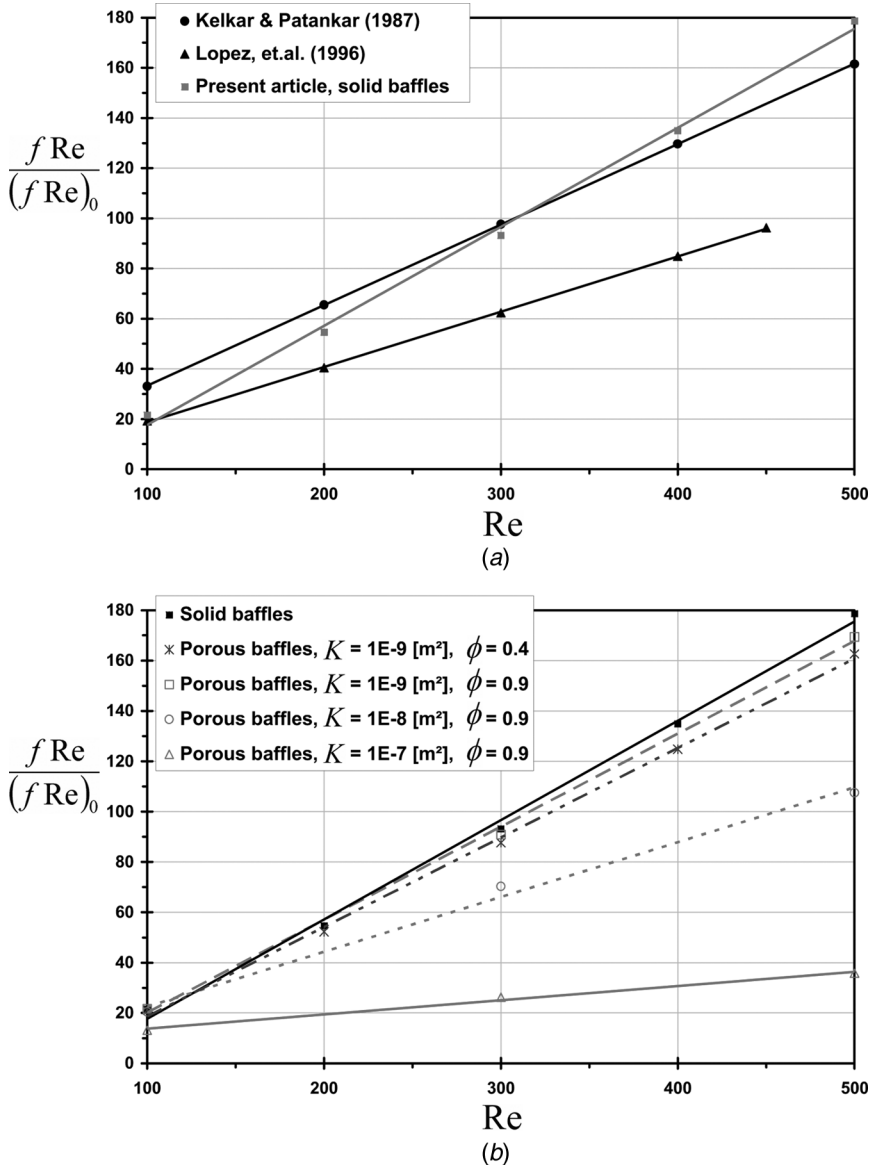 180
160
140
120
100
80
60
40
20
0
Kelkar & Patankar (1987)
Lopez, et.al. (1996)
Present article, solid baffles
f Re
(f Re)₀
100
200
300
400
500
Re
(a)
180
160
140
120
100
80
60
40
20
0
Solid baffles
Porous baffles, K = 1E-9 [m²], ϕ = 0.4
Porous baffles, K = 1E-9 [m²], ϕ = 0.9
Porous baffles, K = 1E-8 [m²], ϕ = 0.9
Porous baffles, K = 1E-7 [m²], ϕ = 0.9
f Re
(f Re)₀
100
200
300
400
500
Re
(b)